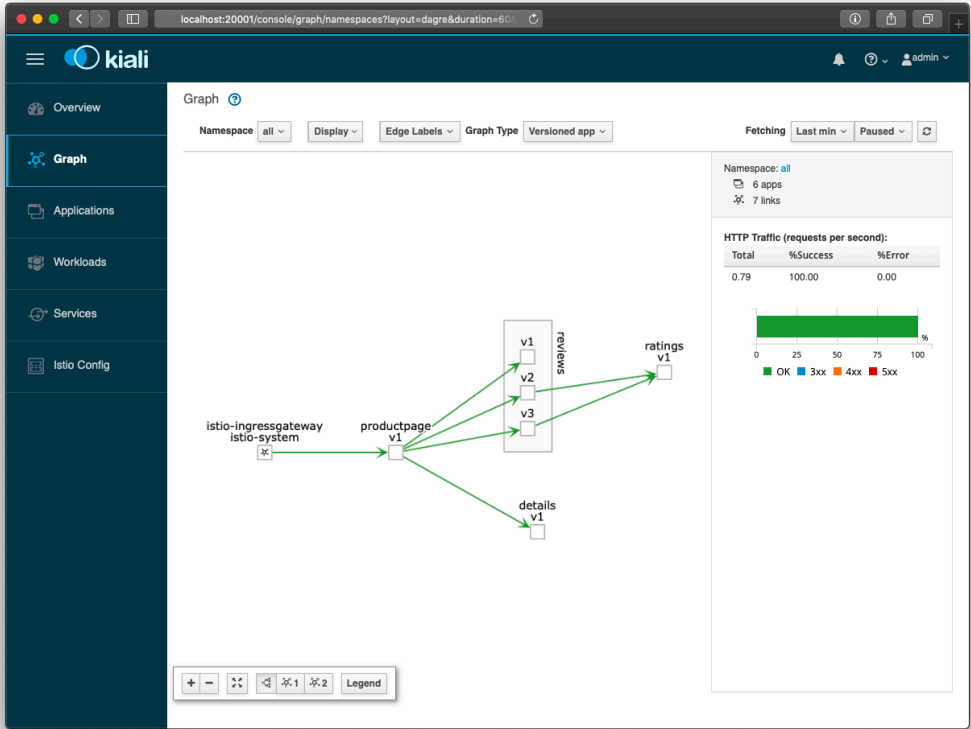 localhost:20001/console/graph/namespaces?layout=dagre&duration=60&
kiali
admin
Overview
Graph
Applications
Workloads
Services
Istio Config
Graph
Namespace all Display Edge Labels Graph Type Versioned app Fetching Last min Paused
Namespace: all
6 apps
7 links
HTTP Traffic (requests per second):
Total %Success %Error
0.79 100.00 0.00
%
0 25 50 75 100
OK 3xx 4xx 5xx
v1
v2
v3
reviews
ratings
v1
istio-ingressgateway
istio-system
productpage
v1
details
v1
+ − 1 2 Legend